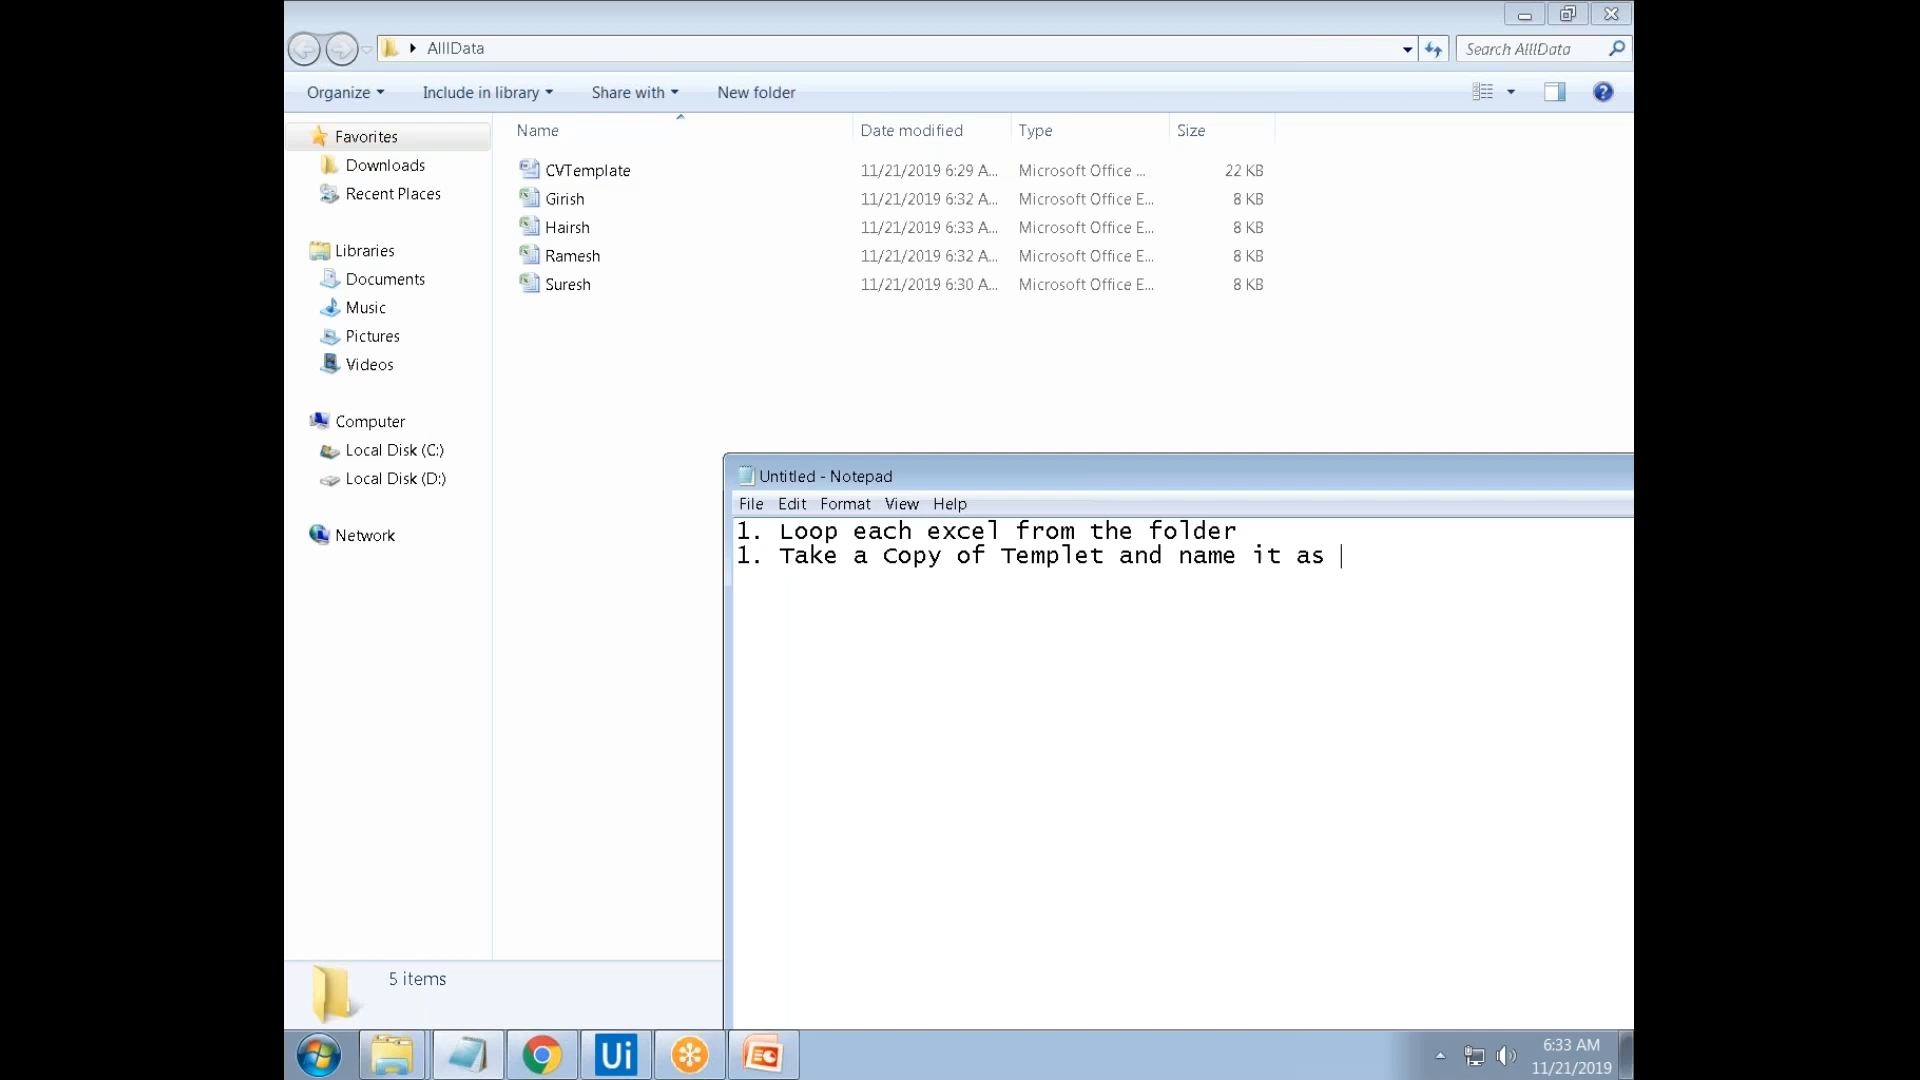 AlllData
Search AlllData
Organize
Include in library
Share with
New folder
Name
Date modified
Type
Size
Favorites
Downloads
Recent Places
Libraries
Documents
Music
Pictures
Videos
Computer
Local Disk (C:)
Local Disk (D:)
Network
CVTemplate 11/21/2019 6:29 A... Microsoft Office ... 22 KB
Girish 11/21/2019 6:32 A... Microsoft Office E... 8 KB
Hairsh 11/21/2019 6:33 A... Microsoft Office E... 8 KB
Ramesh 11/21/2019 6:32 A... Microsoft Office E... 8 KB
Suresh 11/21/2019 6:30 A... Microsoft Office E... 8 KB
Untitled - Notepad
File Edit Format View Help
1. Loop each excel from the folder
1. Take a Copy of Templet and name it as
5 items
Ui
6:33 AM
11/21/2019